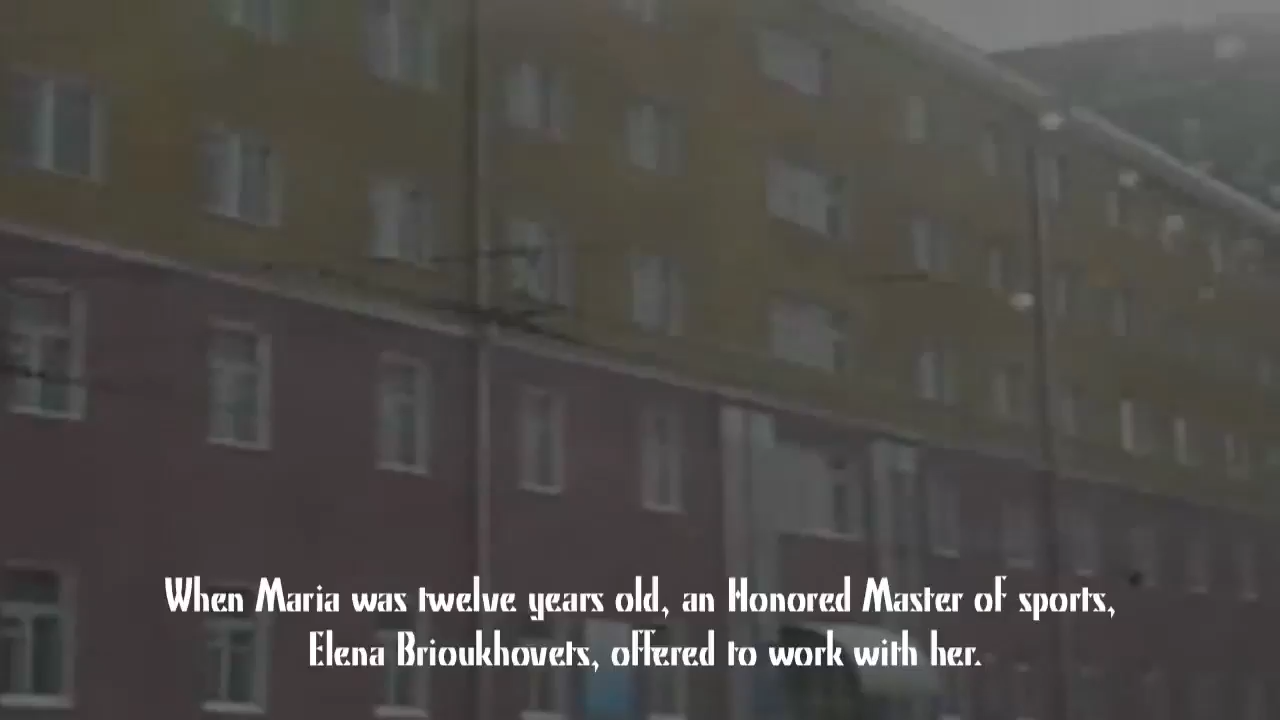 When Maria was twelve years old, an Honored Master of sports,
Elena Brioukhovets, offered to work with her.